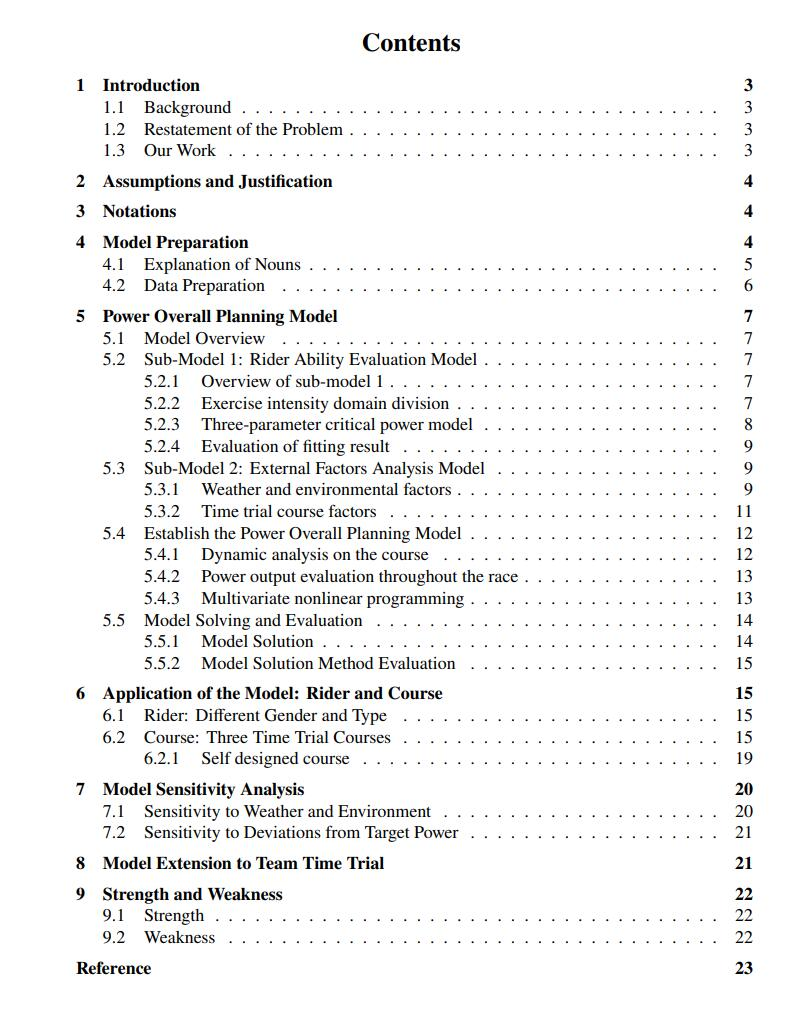 Contents
1 Introduction 3
1.1 Background . . . . . . . . . . . . . . . . . . . . . . . . . . . . . . . . . . . . 3
1.2 Restatement of the Problem . . . . . . . . . . . . . . . . . . . . . . . . . . . . 3
1.3 Our Work . . . . . . . . . . . . . . . . . . . . . . . . . . . . . . . . . . . . . 3
2 Assumptions and Justification 4
3 Notations 4
4 Model Preparation 4
4.1 Explanation of Nouns . . . . . . . . . . . . . . . . . . . . . . . . . . . . . . . 5
4.2 Data Preparation . . . . . . . . . . . . . . . . . . . . . . . . . . . . . . . . . 6
5 Power Overall Planning Model 7
5.1 Model Overview . . . . . . . . . . . . . . . . . . . . . . . . . . . . . . . . . 7
5.2 Sub-Model 1: Rider Ability Evaluation Model . . . . . . . . . . . . . . . . . . 7
5.2.1 Overview of sub-model 1 . . . . . . . . . . . . . . . . . . . . . . . . . 7
5.2.2 Exercise intensity domain division . . . . . . . . . . . . . . . . . . . . 7
5.2.3 Three-parameter critical power model . . . . . . . . . . . . . . . . . . 8
5.2.4 Evaluation of fitting result . . . . . . . . . . . . . . . . . . . . . . . . 9
5.3 Sub-Model 2: External Factors Analysis Model . . . . . . . . . . . . . . . . . 9
5.3.1 Weather and environmental factors . . . . . . . . . . . . . . . . . . . . 9
5.3.2 Time trial course factors . . . . . . . . . . . . . . . . . . . . . . . . . 11
5.4 Establish the Power Overall Planning Model . . . . . . . . . . . . . . . . . . . 12
5.4.1 Dynamic analysis on the course . . . . . . . . . . . . . . . . . . . . . 12
5.4.2 Power output evaluation throughout the race . . . . . . . . . . . . . . . 13
5.4.3 Multivariate nonlinear programming . . . . . . . . . . . . . . . . . . . 13
5.5 Model Solving and Evaluation . . . . . . . . . . . . . . . . . . . . . . . . . . 14
5.5.1 Model Solution . . . . . . . . . . . . . . . . . . . . . . . . . . . . . . 14
5.5.2 Model Solution Method Evaluation . . . . . . . . . . . . . . . . . . . 15
6 Application of the Model: Rider and Course 15
6.1 Rider: Different Gender and Type . . . . . . . . . . . . . . . . . . . . . . . . 15
6.2 Course: Three Time Trial Courses . . . . . . . . . . . . . . . . . . . . . . . . 15
6.2.1 Self designed course . . . . . . . . . . . . . . . . . . . . . . . . . . . 19
7 Model Sensitivity Analysis 20
7.1 Sensitivity to Weather and Environment . . . . . . . . . . . . . . . . . . . . . 20
7.2 Sensitivity to Deviations from Target Power . . . . . . . . . . . . . . . . . . . 21
8 Model Extension to Team Time Trial 21
9 Strength and Weakness 22
9.1 Strength . . . . . . . . . . . . . . . . . . . . . . . . . . . . . . . . . . . . . . 22
9.2 Weakness . . . . . . . . . . . . . . . . . . . . . . . . . . . . . . . . . . . . . 22
Reference 23